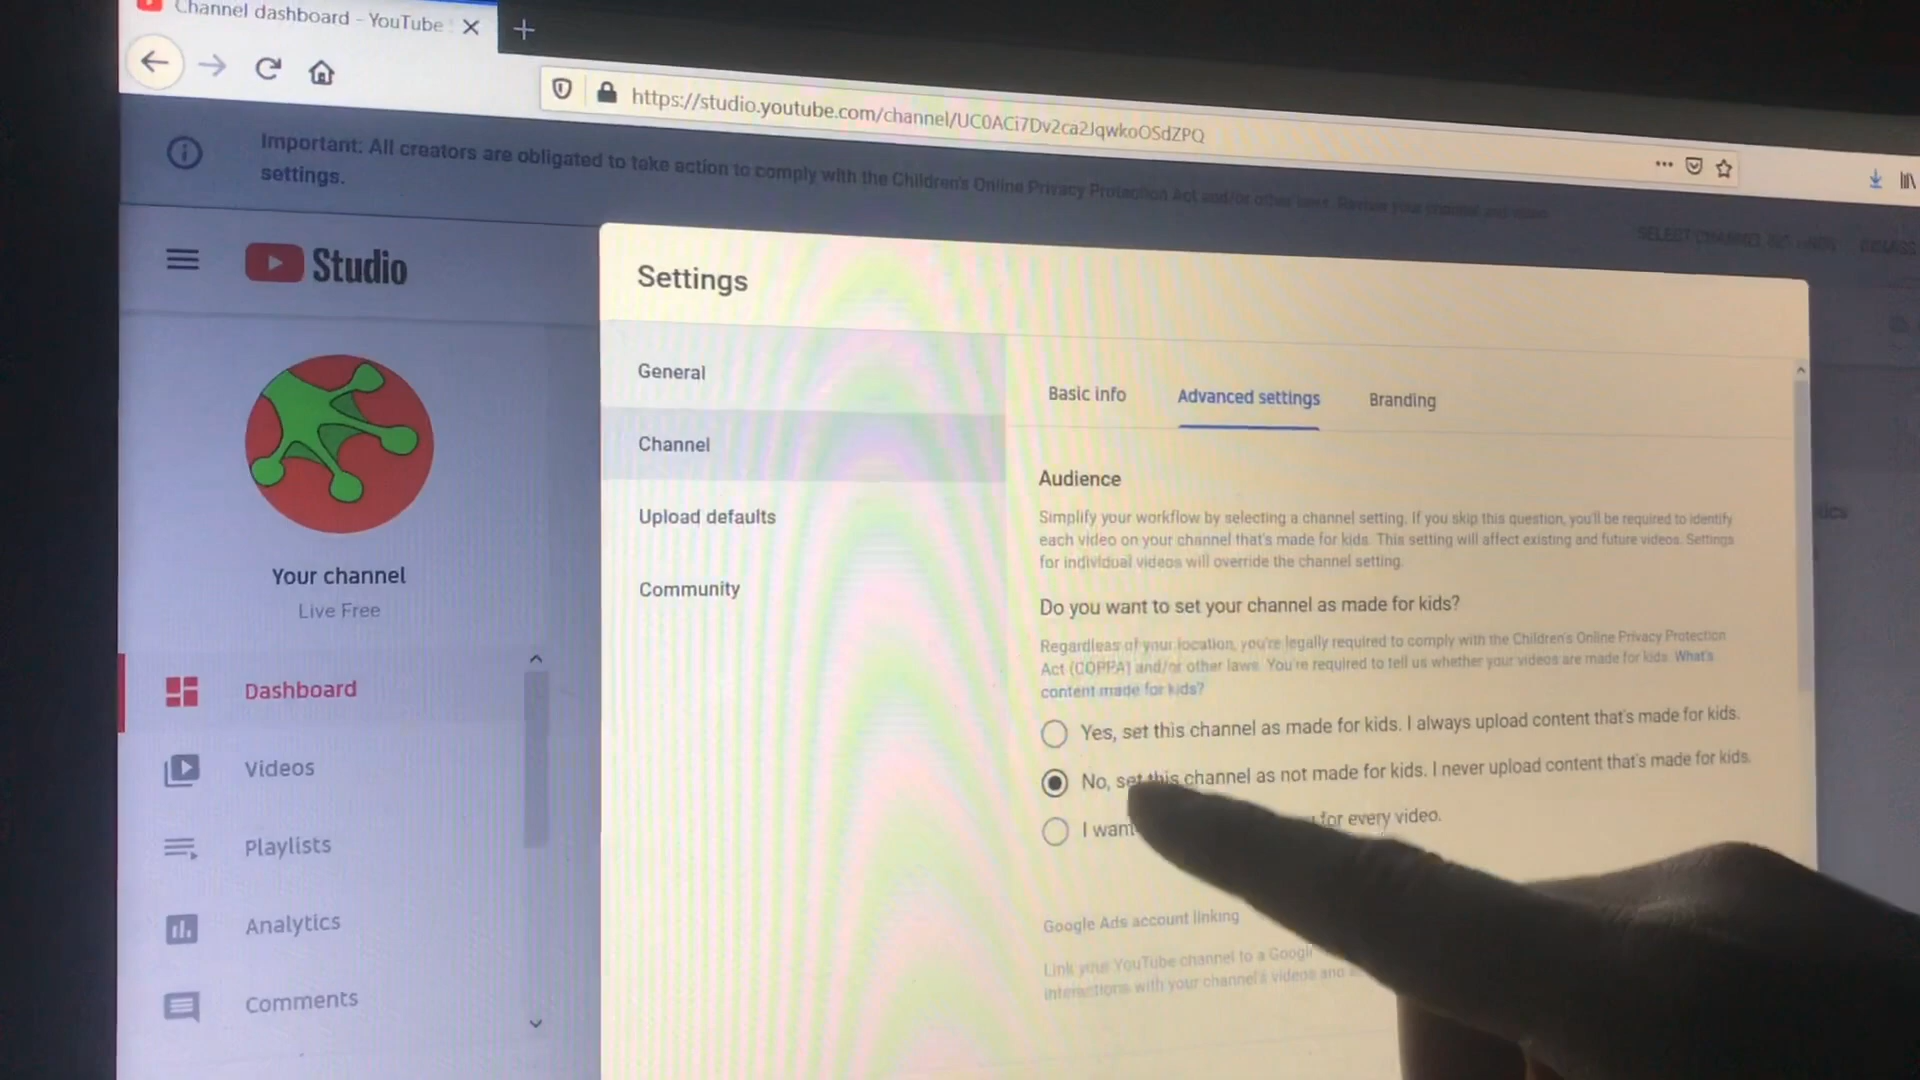 Channel dashboard - YouTube
https://studio.youtube.com/channel/UC0ACi7Dv2ca2JqwkoOSdZPQ
Important: All creators are obligated to take action to comply with the Children's Online Privacy Protection Act and/or other laws. Review your channel and video
settings.
Studio
Your channel
Live Free
Dashboard
Videos
Playlists
Analytics
Comments
Settings
General
Channel
Upload defaults
Community
Basic info
Advanced settings
Branding
Audience
Simplify your workflow by selecting a channel setting. If you skip this question, you'll be required to identify
each video on your channel that's made for kids. This setting will affect existing and future videos. Settings
for individual videos will override the channel setting.
Do you want to set your channel as made for kids?
Regardless of your location, you're legally required to comply with the Children's Online Privacy Protection
Act (COPPA) and/or other laws. You're required to tell us whether your videos are made for kids. What's
content made for kids?
Yes, set this channel as made for kids. I always upload content that's made for kids.
No, set this channel as not made for kids. I never upload content that's made for kids.
I want for every video.
Google Ads account linking
Link your YouTube channel to a Googl
interactions with your channel's videos and